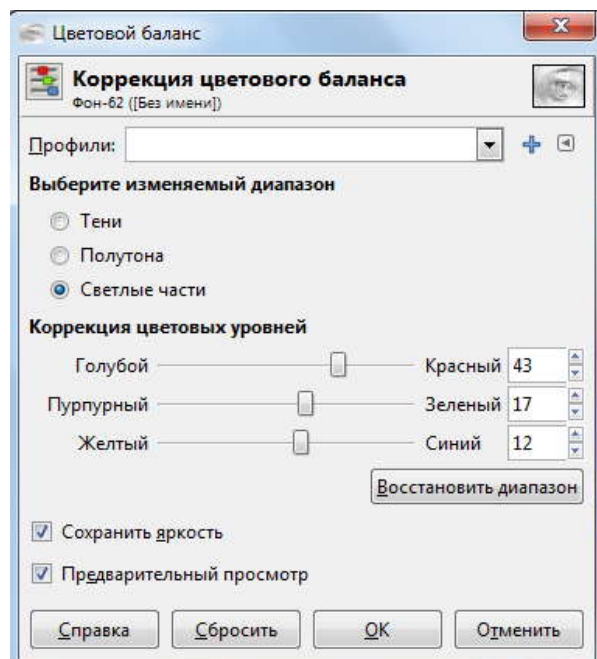 Цветовой баланс
Коррекция цветового баланса
Фон-62 ([Без имени])
Профили:
Выберите изменяемый диапазон
Тени
Полутона
Светлые части
Коррекция цветовых уровней
Голубой Красный 43
Пурпурный Зеленый 17
Желтый Синий 12
Восстановить диапазон
Сохранить яркость
Предварительный просмотр
Справка Сбросить OK Отменить